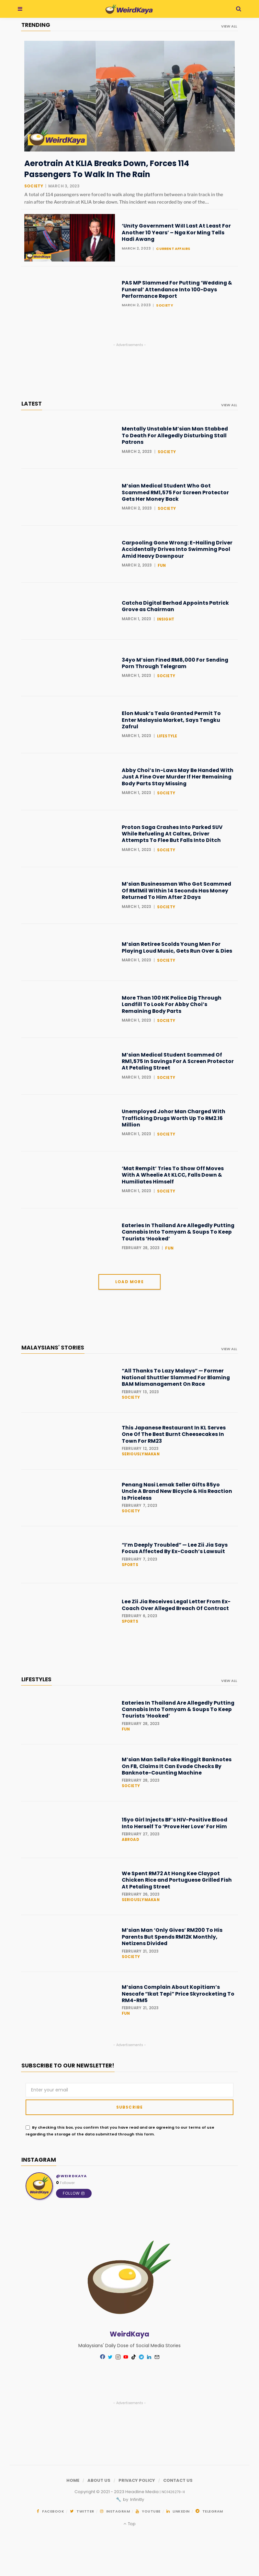 WeirdKaya
TRENDING
VIEW ALL
WeirdKaya
Aerotrain At KLIA Breaks Down, Forces 114
Passengers To Walk In The Rain
SOCIETY | MARCH 3, 2023
A total of 114 passengers were forced to walk along the platform between a train track in the
rain after the Aerotrain at KLIA broke down. This incident was recorded by one of the...
'Unity Government Will Last At Least For
Another 10 Years' – Nga Kor Ming Tells
Hadi Awang
MARCH 2, 2023 | CURRENT AFFAIRS
PAS MP Slammed For Putting 'Wedding &
Funeral' Attendance Into 100-Days
Performance Report
MARCH 2, 2023 | SOCIETY
- Advertisements -
LATEST
VIEW ALL
Mentally Unstable M'sian Man Stabbed
To Death For Allegedly Disturbing Stall
Patrons
MARCH 2, 2023 | SOCIETY
M'sian Medical Student Who Got
Scammed RM1,575 For Screen Protector
Gets Her Money Back
MARCH 2, 2023 | SOCIETY
Carpooling Gone Wrong: E-Hailing Driver
Accidentally Drives Into Swimming Pool
Amid Heavy Downpour
MARCH 2, 2023 | FUN
Catcha Digital Berhad Appoints Patrick
Grove as Chairman
MARCH 1, 2023 | INSIGHT
34yo M'sian Fined RM8,000 For Sending
Porn Through Telegram
MARCH 1, 2023 | SOCIETY
Elon Musk's Tesla Granted Permit To
Enter Malaysia Market, Says Tengku
Zafrul
MARCH 1, 2023 | LIFESTYLE
Abby Choi's In-Laws May Be Handed With
Just A Fine Over Murder If Her Remaining
Body Parts Stay Missing
MARCH 1, 2023 | SOCIETY
Proton Saga Crashes Into Parked SUV
While Refueling At Caltex, Driver
Attempts To Flee But Falls Into Ditch
MARCH 1, 2023 | SOCIETY
M'sian Businessman Who Got Scammed
Of RM1Mil Within 14 Seconds Has Money
Returned To Him After 2 Days
MARCH 1, 2023 | SOCIETY
M'sian Retiree Scolds Young Men For
Playing Loud Music, Gets Run Over & Dies
MARCH 1, 2023 | SOCIETY
More Than 100 HK Police Dig Through
Landfill To Look For Abby Choi's
Remaining Body Parts
MARCH 1, 2023 | SOCIETY
M'sian Medical Student Scammed Of
RM1,575 In Savings For A Screen Protector
At Petaling Street
MARCH 1, 2023 | SOCIETY
Unemployed Johor Man Charged With
Trafficking Drugs Worth Up To RM2.16
Million
MARCH 1, 2023 | SOCIETY
'Mat Rempit' Tries To Show Off Moves
With A Wheelie At KLCC, Falls Down &
Humiliates Himself
MARCH 1, 2023 | SOCIETY
Eateries In Thailand Are Allegedly Putting
Cannabis Into Tomyam & Soups To Keep
Tourists 'Hooked'
FEBRUARY 28, 2023 | FUN
LOAD MORE
MALAYSIANS' STORIES
VIEW ALL
"All Thanks To Lazy Malays" — Former
National Shuttler Slammed For Blaming
BAM Mismanagement On Race
FEBRUARY 13, 2023
SOCIETY
This Japanese Restaurant In KL Serves
One Of The Best Burnt Cheesecakes In
Town For RM23
FEBRUARY 12, 2023
SERIOUSLYMAKAN
Penang Nasi Lemak Seller Gifts 85yo
Uncle A Brand New Bicycle & His Reaction
Is Priceless
FEBRUARY 7, 2023
SOCIETY
"I'm Deeply Troubled" — Lee Zii Jia Says
Focus Affected By Ex-Coach's Lawsuit
FEBRUARY 7, 2023
SPORTS
Lee Zii Jia Receives Legal Letter From Ex-
Coach Over Alleged Breach Of Contract
FEBRUARY 6, 2023
SPORTS
LIFESTYLES
VIEW ALL
Eateries In Thailand Are Allegedly Putting
Cannabis Into Tomyam & Soups To Keep
Tourists 'Hooked'
FEBRUARY 28, 2023
FUN
M'sian Man Sells Fake Ringgit Banknotes
On FB, Claims It Can Evade Checks By
Banknote-Counting Machine
FEBRUARY 28, 2023
SOCIETY
15yo Girl Injects BF's HIV-Positive Blood
Into Herself To 'Prove Her Love' For Him
FEBRUARY 27, 2023
ABROAD
We Spent RM72 At Hong Kee Claypot
Chicken Rice and Portuguese Grilled Fish
At Petaling Street
FEBRUARY 26, 2023
SERIOUSLYMAKAN
M'sian Man 'Only Gives' RM200 To His
Parents But Spends RM12K Monthly,
Netizens Divided
FEBRUARY 21, 2023
SOCIETY
M'sians Complain About Kopitiam's
Nescafe "Ikat Tepi" Price Skyrocketing To
RM4-RM5
FEBRUARY 21, 2023
FUN
- Advertisements -
SUBSCRIBE TO OUR NEWSLETTER!
Enter your email
SUBSCRIBE
By checking this box, you confirm that you have read and are agreeing to our terms of use
regarding the storage of the data submitted through this form.
INSTAGRAM
@WEIRDKAYA
0 Followers
FOLLOW
WeirdKaya
Malaysians' Daily Dose of Social Media Stories
- Advertisements -
HOME / ABOUT US / PRIVACY POLICY / CONTACT US
FACEBOOK / TWITTER / INSTAGRAM / YOUTUBE / LINKEDIN / TELEGRAM
Top